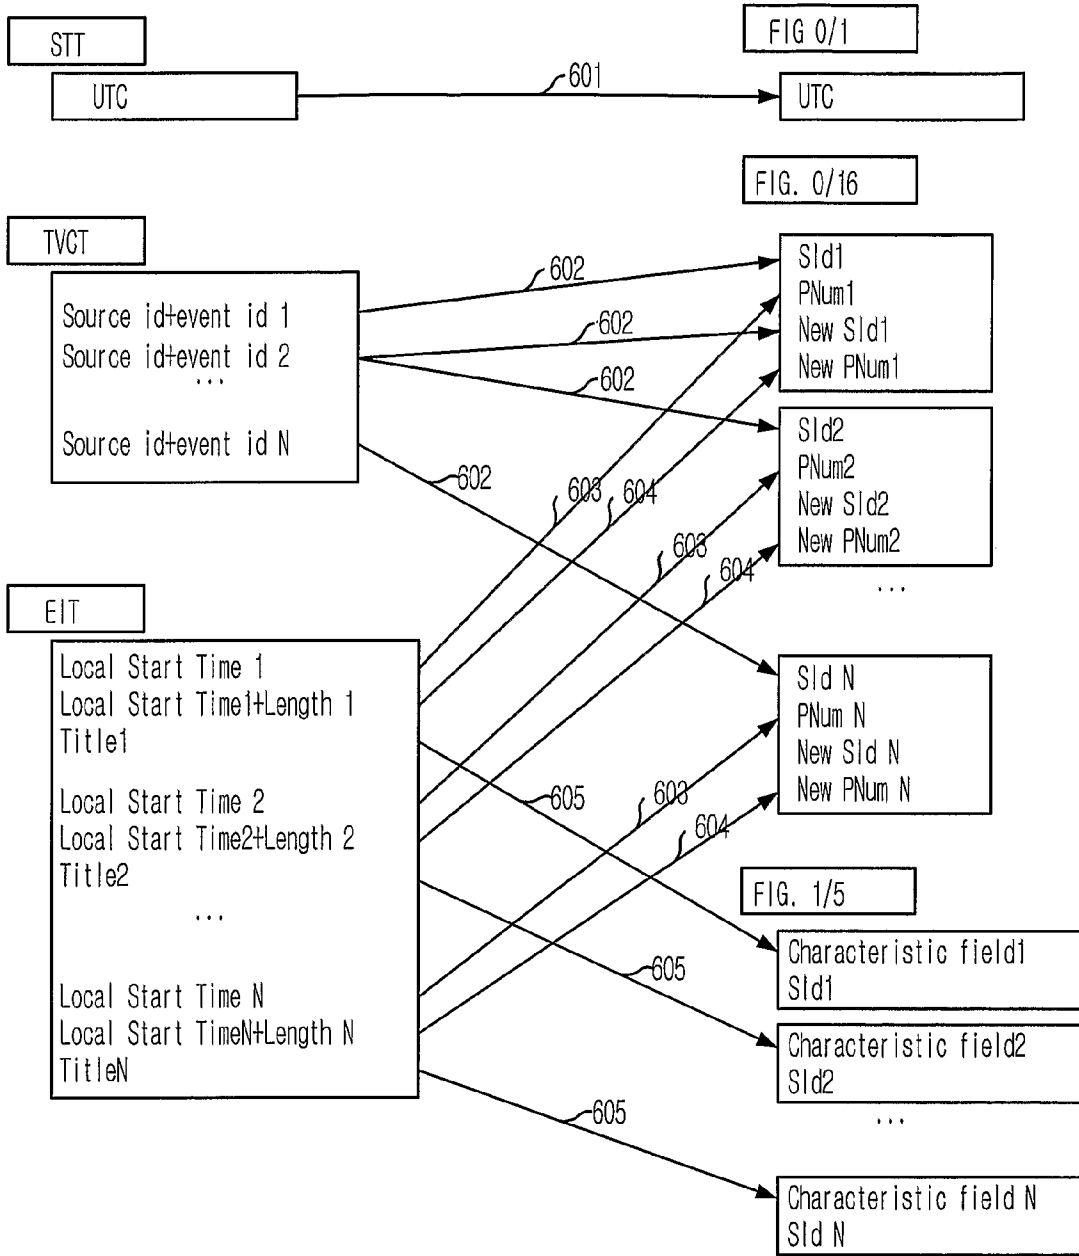 STT
FIG 0/1
UTC
601
UTC
FIG. 0/16
TVCT
Source id+event id 1
Source id+event id 2
...
Source id+event id N
602
602
602
602
SId1
PNum1
New SId1
New PNum1
SId2
PNum2
New SId2
New PNum2
...
603
604
603
604
EIT
Local Start Time 1
Local Start Time1+Length 1
Title1
Local Start Time 2
Local Start Time2+Length 2
Title2
...
Local Start Time N
Local Start TimeN+Length N
TitleN
SId N
PNum N
New SId N
New PNum N
605
603
604
605
605
FIG. 1/5
Characteristic field1
SId1
Characteristic field2
SId2
...
Characteristic field N
SId N